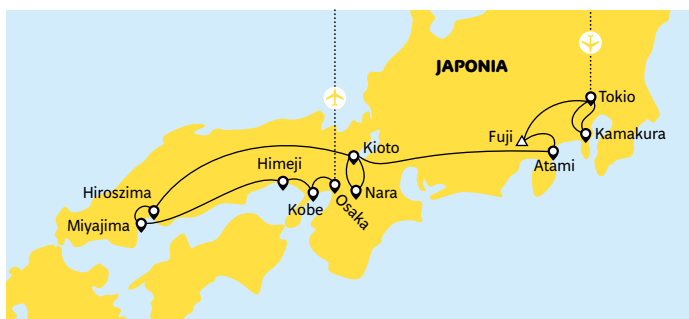 JAPONIA
Tokio
Fuji
Kamakura
Atami
Kioto
Himeji
Nara
Hiroszima
Kobe
Osaka
Miyajima